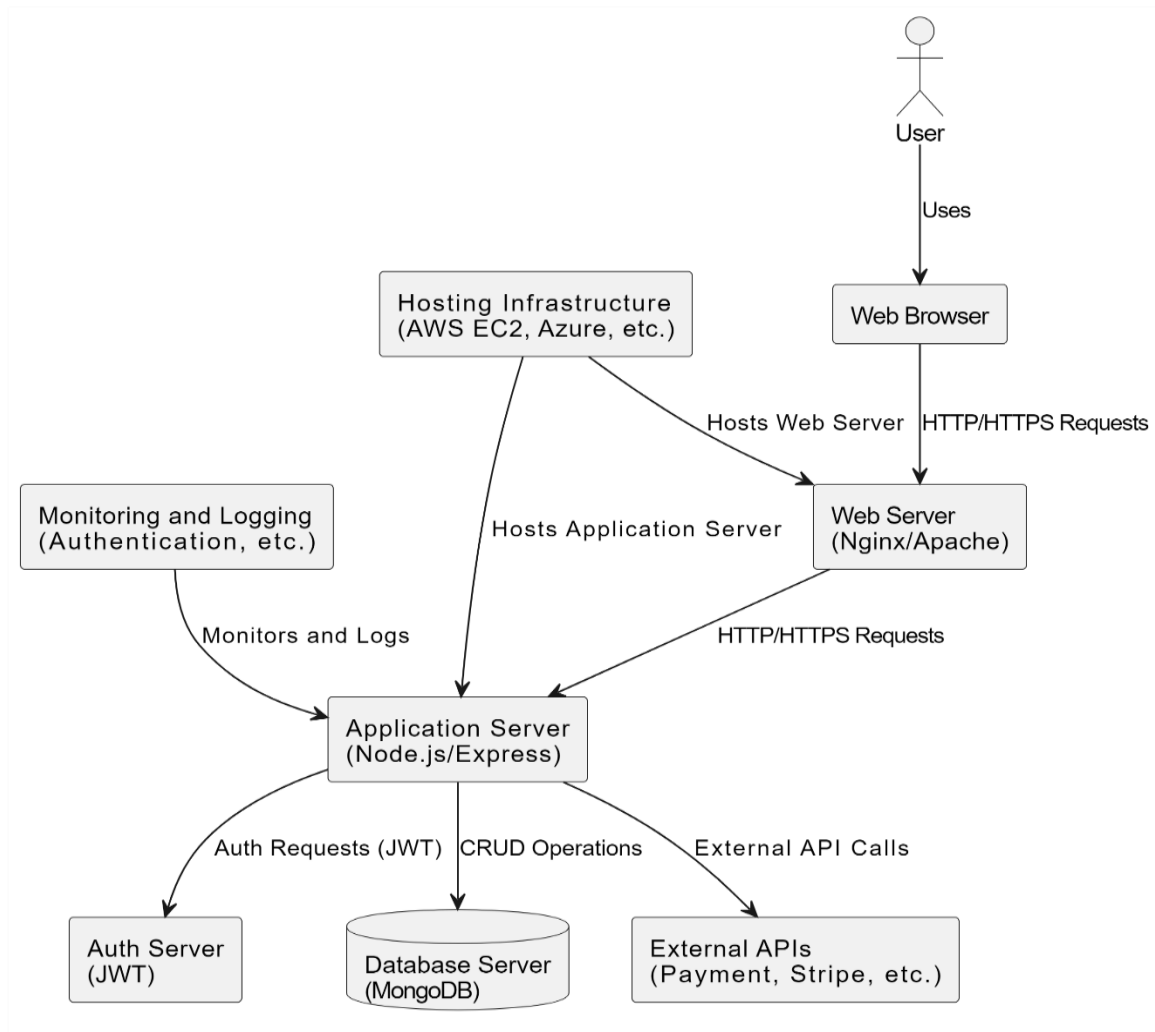 User
Uses
Hosting Infrastructure
(AWS EC2, Azure, etc.)
Web Browser
Hosts Web Server
HTTP/HTTPS Requests
Monitoring and Logging
(Authentication, etc.)
Hosts Application Server
Web Server
(Nginx/Apache)
Monitors and Logs
HTTP/HTTPS Requests
Application Server
(Node.js/Express)
Auth Requests (JWT)
CRUD Operations
External API Calls
Auth Server
(JWT)
Database Server
(MongoDB)
External APIs
(Payment, Stripe, etc.)